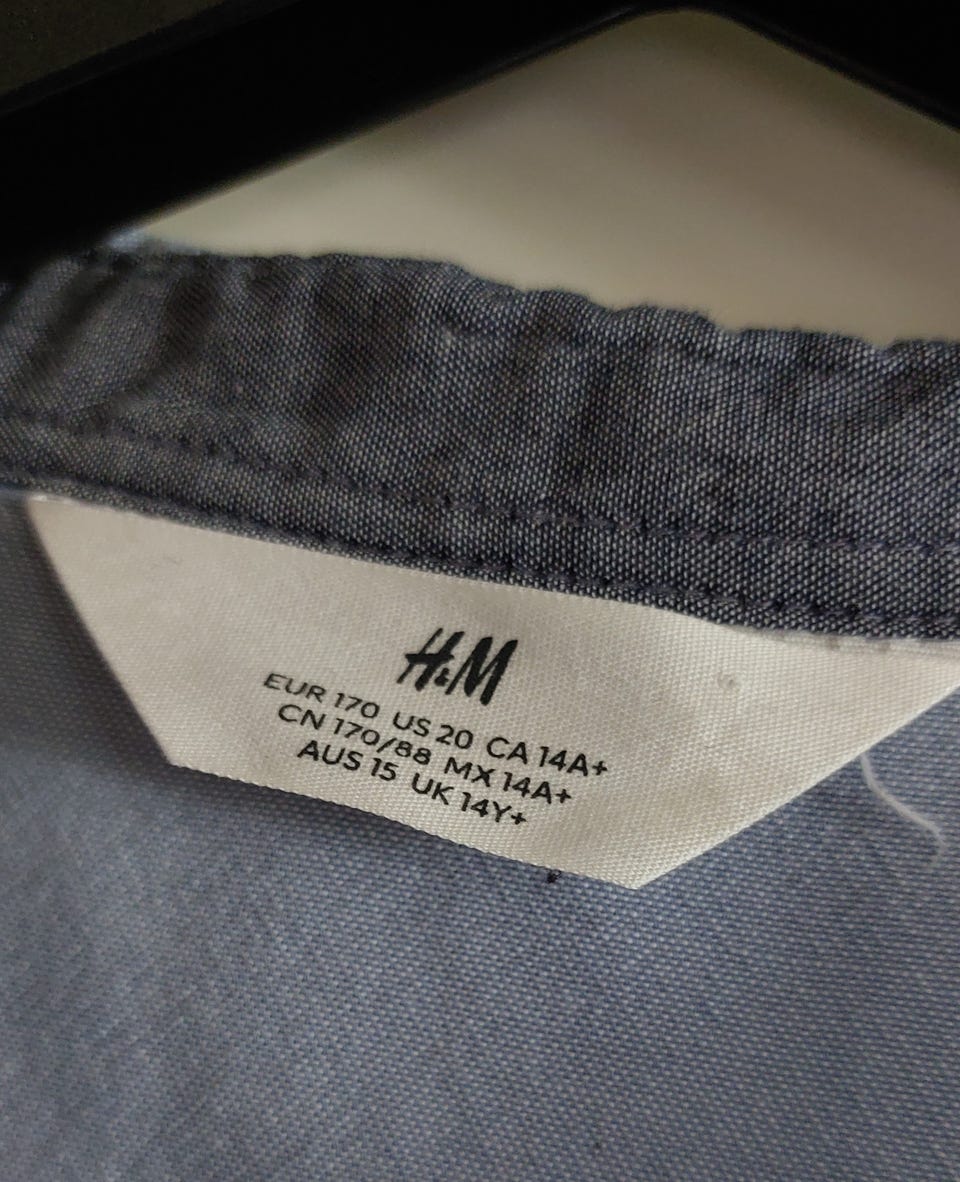 H&M
EUR 170 US 20 CA 14A+
CN 170/88 MX 14A+
AUS 15 UK 14Y+